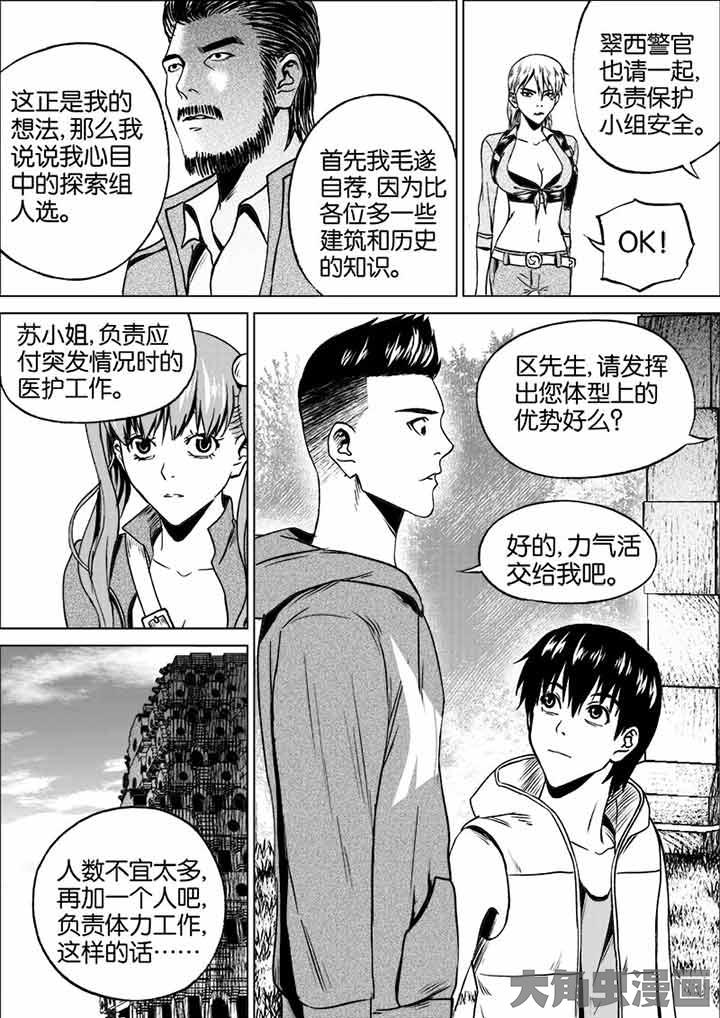 这正是我的
想法,那么我
说说我心目
中的探索组
人选。
首先我毛遂
自荐,因为比
各位多一些
建筑和历史
的知识。
翠西警官
也请一起,
负责保护
小组安全。
OK!
苏小姐,负责应
付突发情况时的
医护工作。
人数不宜太多,
再加一个人吧,
负责体力工作,
这样的话……
区先生,请发挥
出您体型上的
优势好么?
好的,力气活
交给我吧。
大角虫漫画